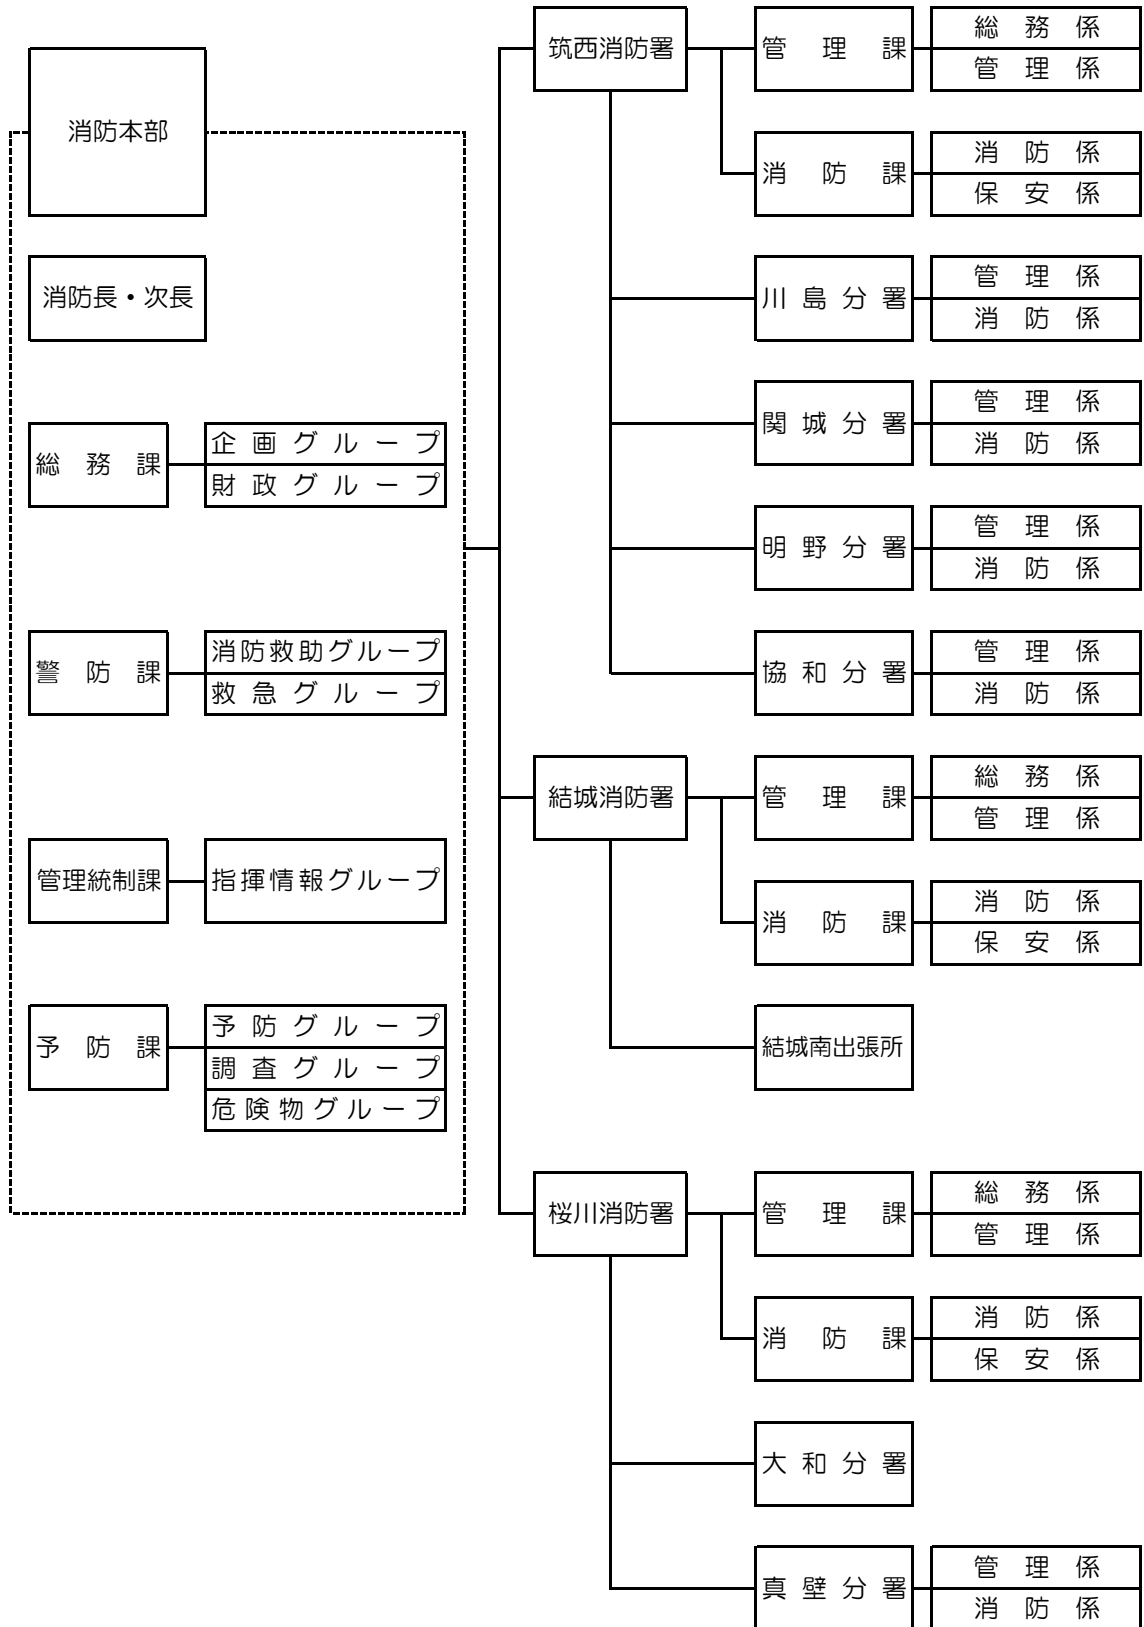 消防本部
消防長・次長
総務課
企画グループ
財政グループ
警防課
消防救助グループ
救急グループ
管理統制課
指揮情報グループ
予防課
予防グループ
調査グループ
危険物グループ
筑西消防署
管理課
総務係
管理係
消防課
消防係
保安係
川島分署
管理係
消防係
関城分署
管理係
消防係
明野分署
管理係
消防係
協和分署
管理係
消防係
結城消防署
管理課
総務係
管理係
消防課
消防係
保安係
結城南出張所
桜川消防署
管理課
総務係
管理係
消防課
消防係
保安係
大和分署
真壁分署
管理係
消防係